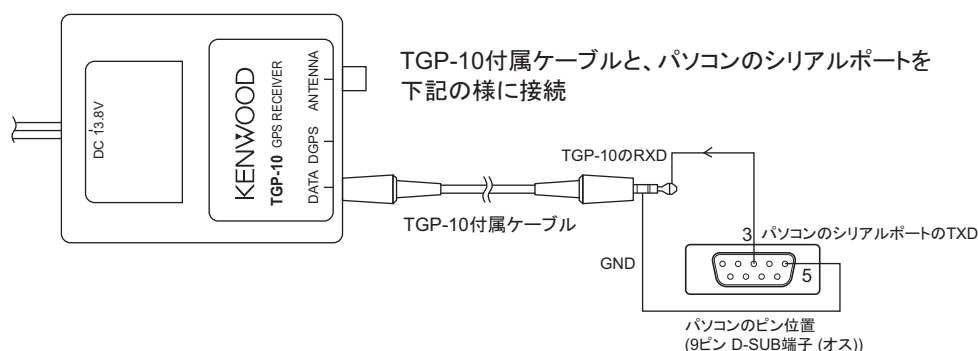 TGP-10付属ケーブルと、パソコンのシリアルポートを
下記の様に接続
DC 13.8V
KENWOOD
TGP-10 GPS RECEIVER
DATA DGPS ANTENNA
TGP-10のRXD
TGP-10付属ケーブル
3 パソコンのシリアルポートのTXD
GND
5
パソコンのピン位置
(9ピン D-SUB端子 (オス))